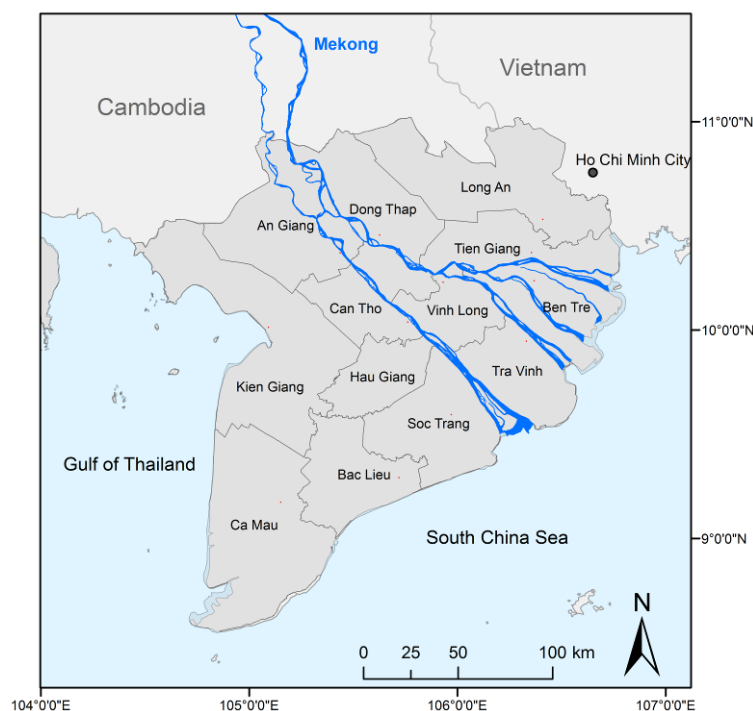 Mekong
Vietnam
Cambodia
11°0'0"N
Ho Chi Minh City
Long An
Dong Thap
An Giang
Tien Giang
Can Tho
Vinh Long
Ben Tre
10°0'0"N
Tra Vinh
Hau Giang
Kien Giang
Soc Trang
Gulf of Thailand
Bac Lieu
Ca Mau
South China Sea
9°0'0"N
N
0 25 50 100 km
104°0'0"E 105°0'0"E 106°0'0"E 107°0'0"E